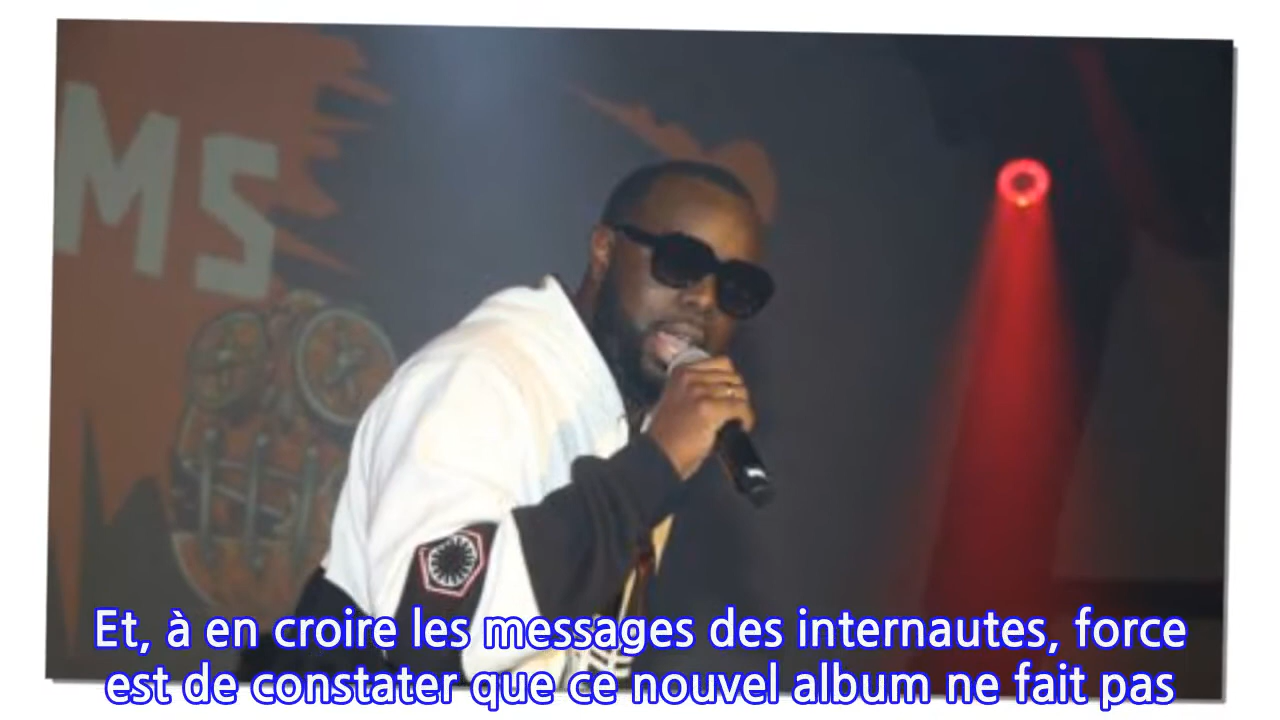 MS
Et, à en croire les messages des internautes, force
est de constater que ce nouvel album ne fait pas